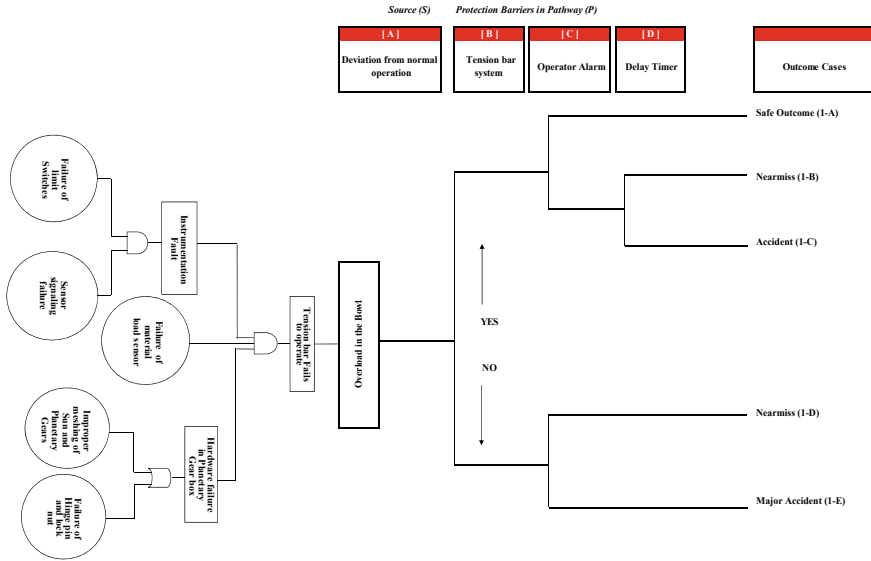 Source (S)
Protection Barriers in Pathway (P)
[ A ]
[ B ]
[ C ]
[ D ]
Deviation from normal
operation
Tension bar
system
Operator Alarm
Delay Timer
Outcome Cases
Safe Outcome (1-A)
Nearmiss (1-B)
Accident (1-C)
YES
NO
Nearmiss (1-D)
Major Accident (1-E)
Failure of
limit
Switches
Sensor
signaling
failure
Instrumentation
Fault
Failure of
material
load sensor
Improper
meshing of
Sun and
Planetary
Gears
Failure of
Hinge pin
and lock
nut
Hardware failure
in Planetary
Gear box
Tension bar Fails
to operate
Overload in the Bowl